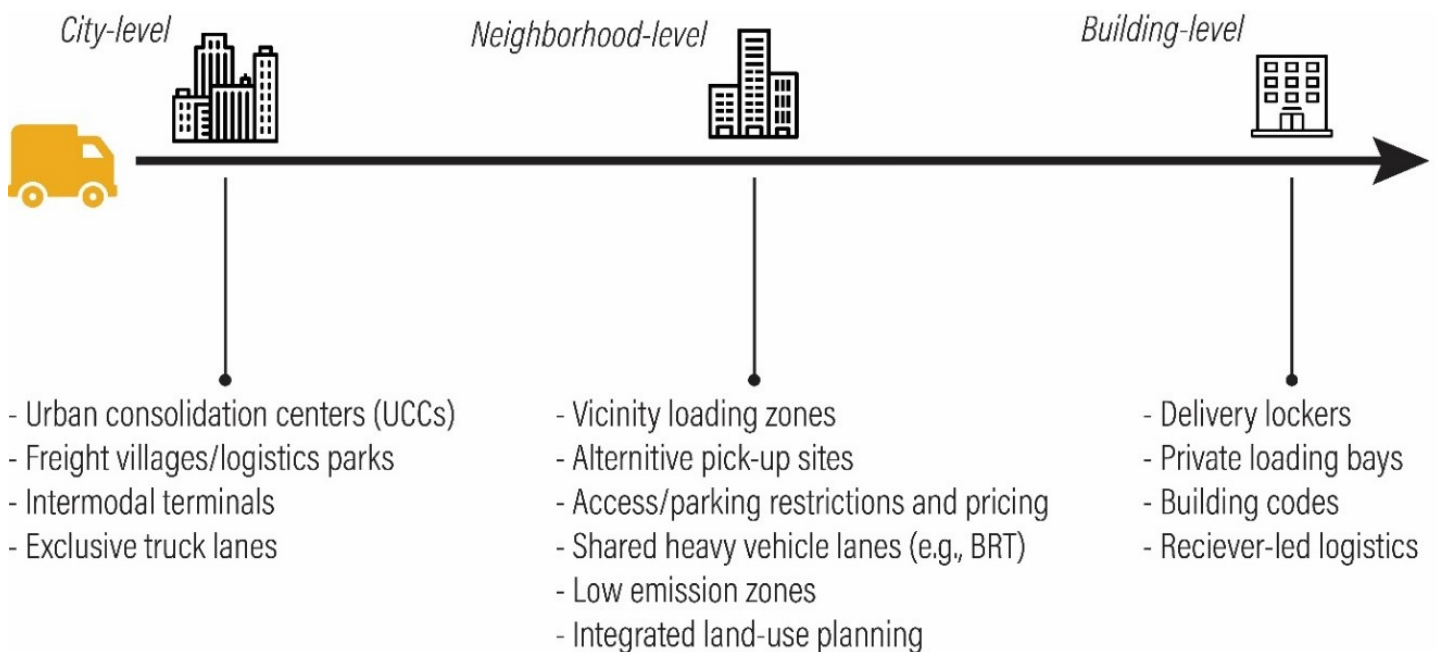 City-level
Neighborhood-level
Building-level
- Urban consolidation centers (UCCs)
- Freight villages/logistics parks
- Intermodal terminals
- Exclusive truck lanes
- Vicinity loading zones
- Alternitive pick-up sites
- Access/parking restrictions and pricing
- Shared heavy vehicle lanes (e.g., BRT)
- Low emission zones
- Integrated land-use planning
- Delivery lockers
- Private loading bays
- Building codes
- Reciever-led logistics